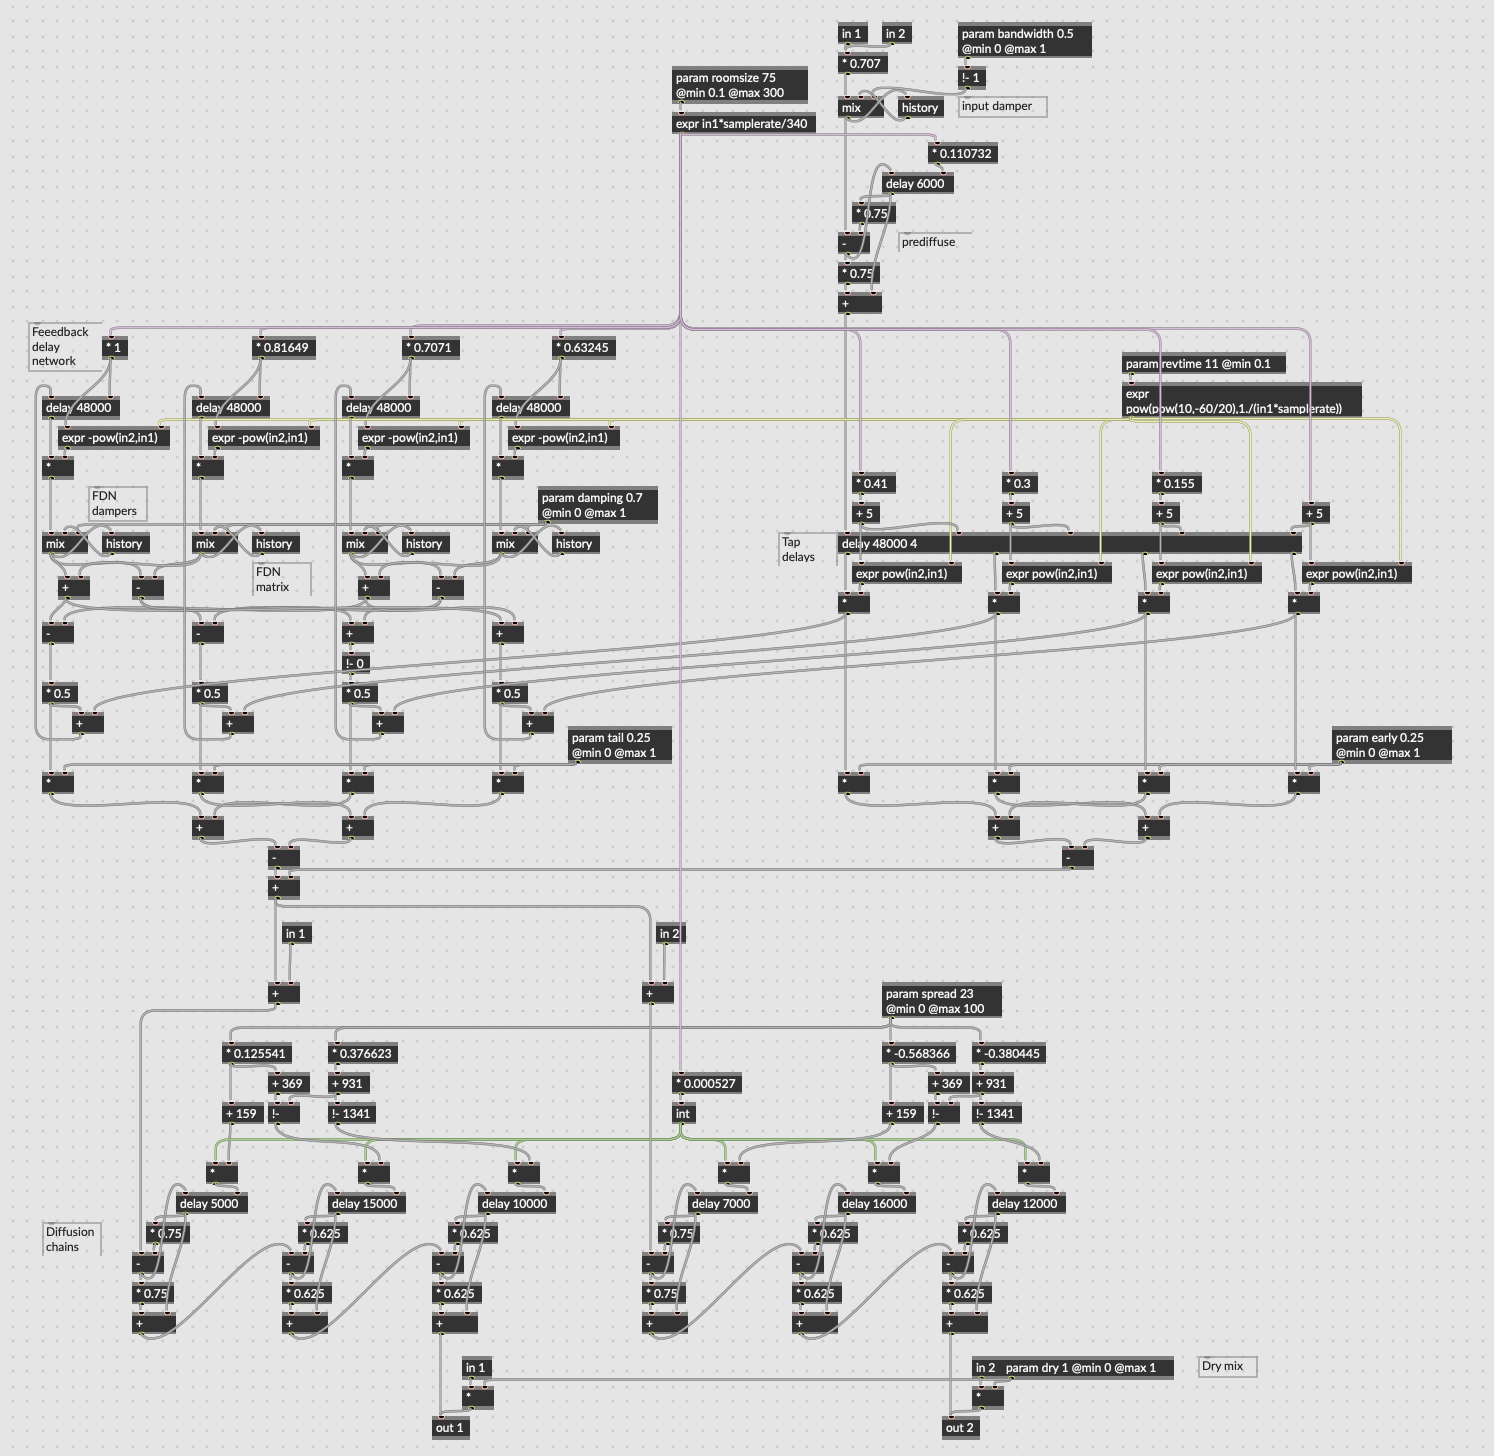 in 1
in 2
param bandwidth 0.5
@min 0 @max 1
* 0.707
!- 1
param roomsize 75
@min 0.1 @max 300
mix
history
input damper
expr in1*samplerate/340
* 0.110732
delay 6000
* 0.75
-
prediffuse
* 0.75
+
Feeedback
delay
network
* 1
* 0.81649
* 0.7071
* 0.63245
param revtime 11 @min 0.1
expr
pow(pow(10,-60/20),1./(in1*samplerate))
delay 48000
delay 48000
delay 48000
delay 48000
expr -pow(in2,in1)
expr -pow(in2,in1)
expr -pow(in2,in1)
expr -pow(in2,in1)
*
*
*
*
* 0.41
* 0.3
* 0.155
FDN
dampers
param damping 0.7
@min 0 @max 1
+ 5
+ 5
+ 5
+ 5
mix
history
mix
history
mix
history
mix
history
Tap
delays
delay 48000 4
FDN
matrix
expr pow(in2,in1)
expr pow(in2,in1)
expr pow(in2,in1)
expr pow(in2,in1)
+
-
+
-
*
*
*
*
-
-
+
+
!- 0
* 0.5
* 0.5
* 0.5
* 0.5
+
+
+
+
param tail 0.25
@min 0 @max 1
param early 0.25
@min 0 @max 1
*
*
*
*
*
*
*
*
+
+
+
+
-
-
+
in 1
in 2
+
+
param spread 23
@min 0 @max 100
* 0.125541
* 0.376623
* -0.568366
* -0.380445
+ 369
+ 931
* 0.000527
+ 369
+ 931
+ 159
!-
!- 1341
int
+ 159
!-
!- 1341
*
*
*
*
*
*
delay 5000
delay 15000
delay 10000
delay 7000
delay 16000
delay 12000
Diffusion
chains
* 0.75
* 0.625
* 0.625
* 0.75
* 0.625
* 0.625
-
-
-
-
-
-
* 0.75
* 0.625
* 0.625
* 0.75
* 0.625
* 0.625
+
+
+
+
+
+
in 1
in 2
param dry 1 @min 0 @max 1
Dry mix
*
*
out 1
out 2